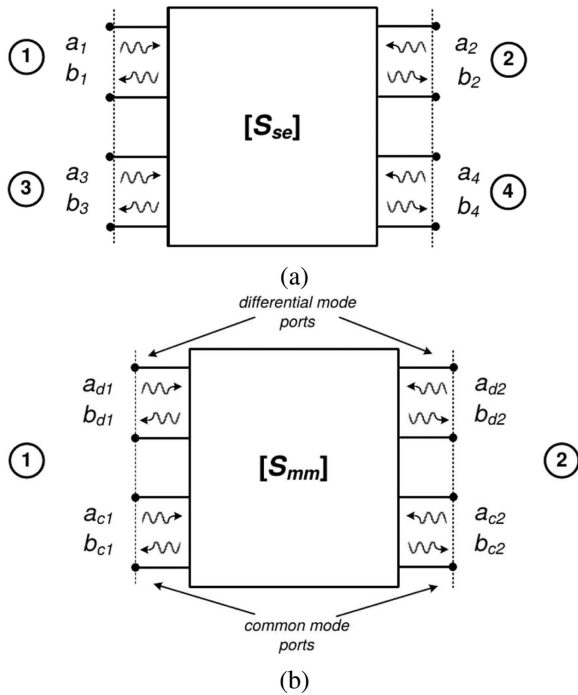 1 a1 a2 2
b1 b2
[Sse]
3 a3 a4 4
b3 b4
(a)
differential mode
ports
ad1 ad2
bd1 bd2
1 [Smm] 2
ac1 ac2
bc1 bc2
common mode
ports
(b)